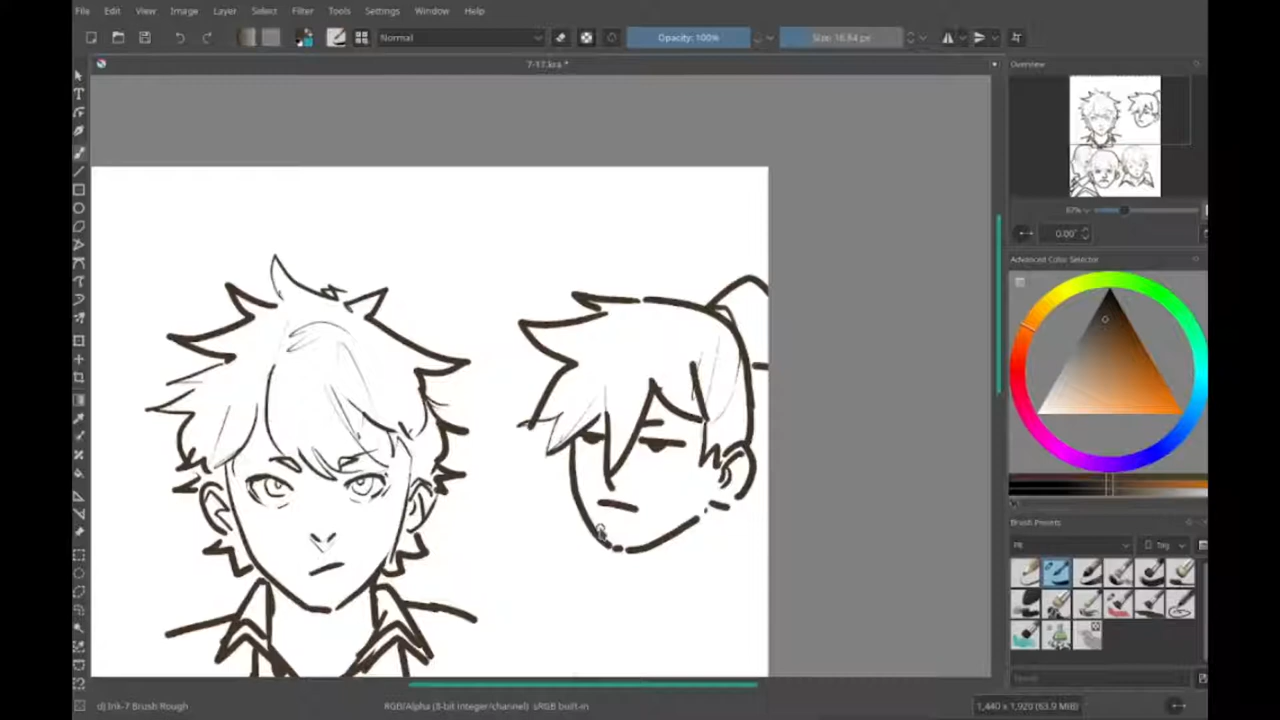 File Edit View Image Layer Select Filter Tools Settings Window Help
Normal Opacity: 100% Size: 16.84 px
7-17.kra *
Overview
67%
0.00°
Advanced Color Selector
Brush Presets
Tag
d) Ink-7 Brush Rough RGB/Alpha (8-bit integer/channel) sRGB built-in 1,440 x 1,920 (63.9 MiB)